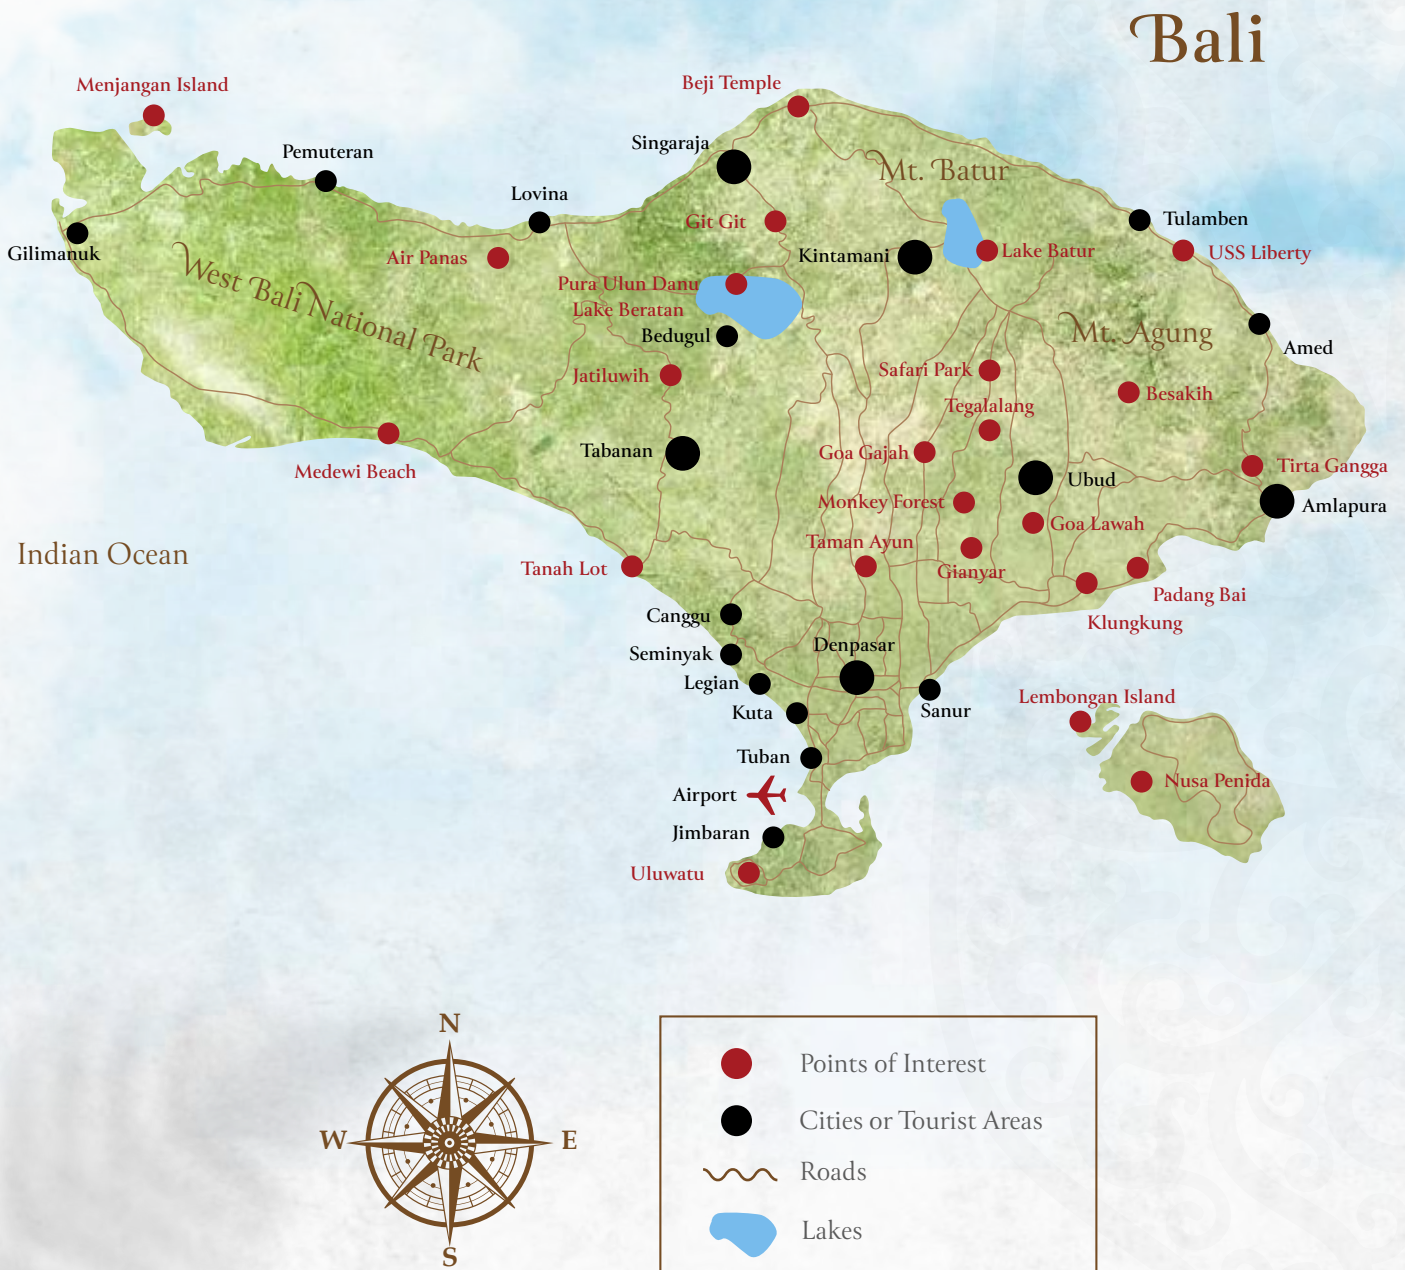 Bali
Menjangan Island
Beji Temple
Singaraja
Pemuteran
Mt. Batur
Lovina
Git Git
Tulamben
Gilimanuk
Air Panas
Kintamani
Lake Batur
USS Liberty
West Bali National Park
Pura Ulun Danu
Lake Beratan
Bedugul
Mt. Agung
Amed
Jatiluwih
Safari Park
Besakih
Tegalalang
Tabanan
Goa Gajah
Medewi Beach
Ubud
Tirta Gangga
Monkey Forest
Amlapura
Goa Lawah
Indian Ocean
Taman Ayun
Tanah Lot
Gianyar
Padang Bai
Canggu
Klungkung
Denpasar
Seminyak
Legian
Lembongan Island
Kuta
Sanur
Tuban
Nusa Penida
Airport
Jimbaran
Uluwatu
N
W
E
S
Points of Interest
Cities or Tourist Areas
Roads
Lakes